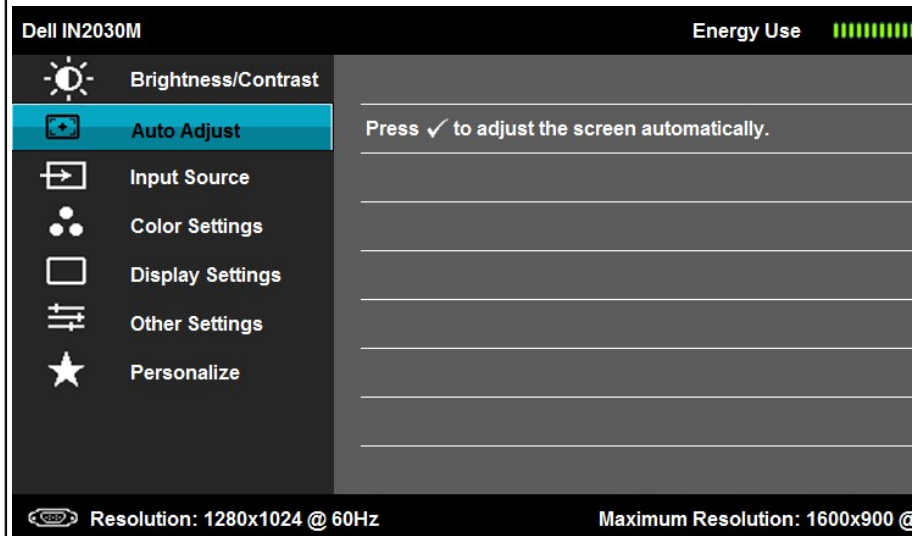 Dell IN2030M Energy Use
Brightness/Contrast
Auto Adjust Press ✓ to adjust the screen automatically.
Input Source
Color Settings
Display Settings
Other Settings
Personalize
Resolution: 1280x1024 @ 60Hz Maximum Resolution: 1600x900 @